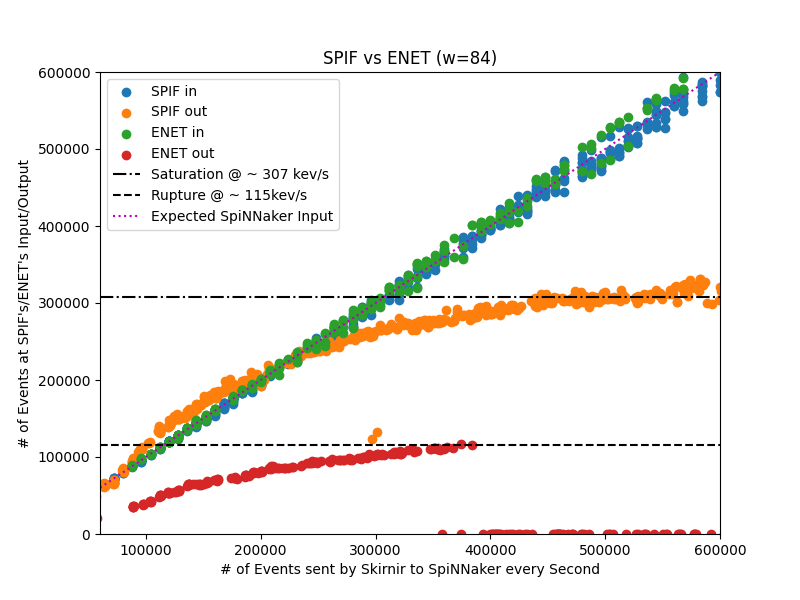 SPIF vs ENET (w=84)
SPIF in
SPIF out
ENET in
ENET out
Saturation @ ~ 307 kev/s
Rupture @ ~ 115kev/s
Expected SpiNNaker Input
# of Events at SPIF's/ENET's Input/Output
600000
500000
400000
300000
200000
100000
0
100000 200000 300000 400000 500000 600000
# of Events sent by Skirnir to SpiNNaker every Second